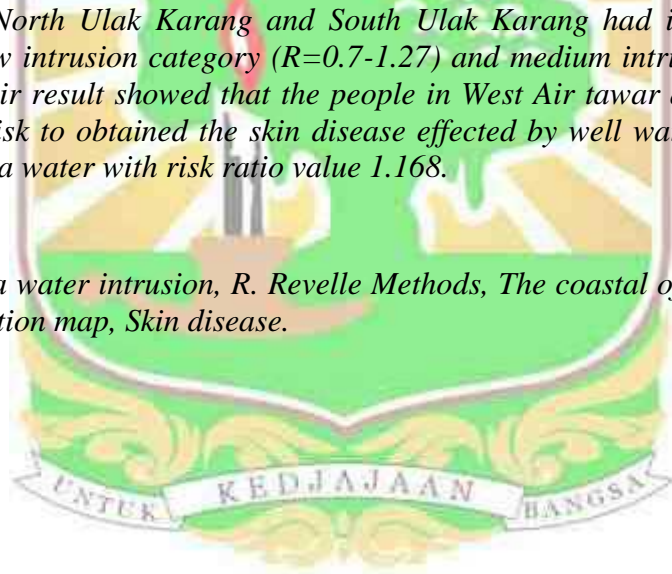 North Ulak Karang and South Ulak Karang had i
w intrusion category (R=0.7-1.27) and medium intri
ir result showed that the people in West Air tawar
isk to obtained the skin disease effected by well wa
a water with risk ratio value 1.168.
a water intrusion, R. Revelle Methods, The coastal o
tion map, Skin disease.
UNTUK KEDJAJAAN BANGSA